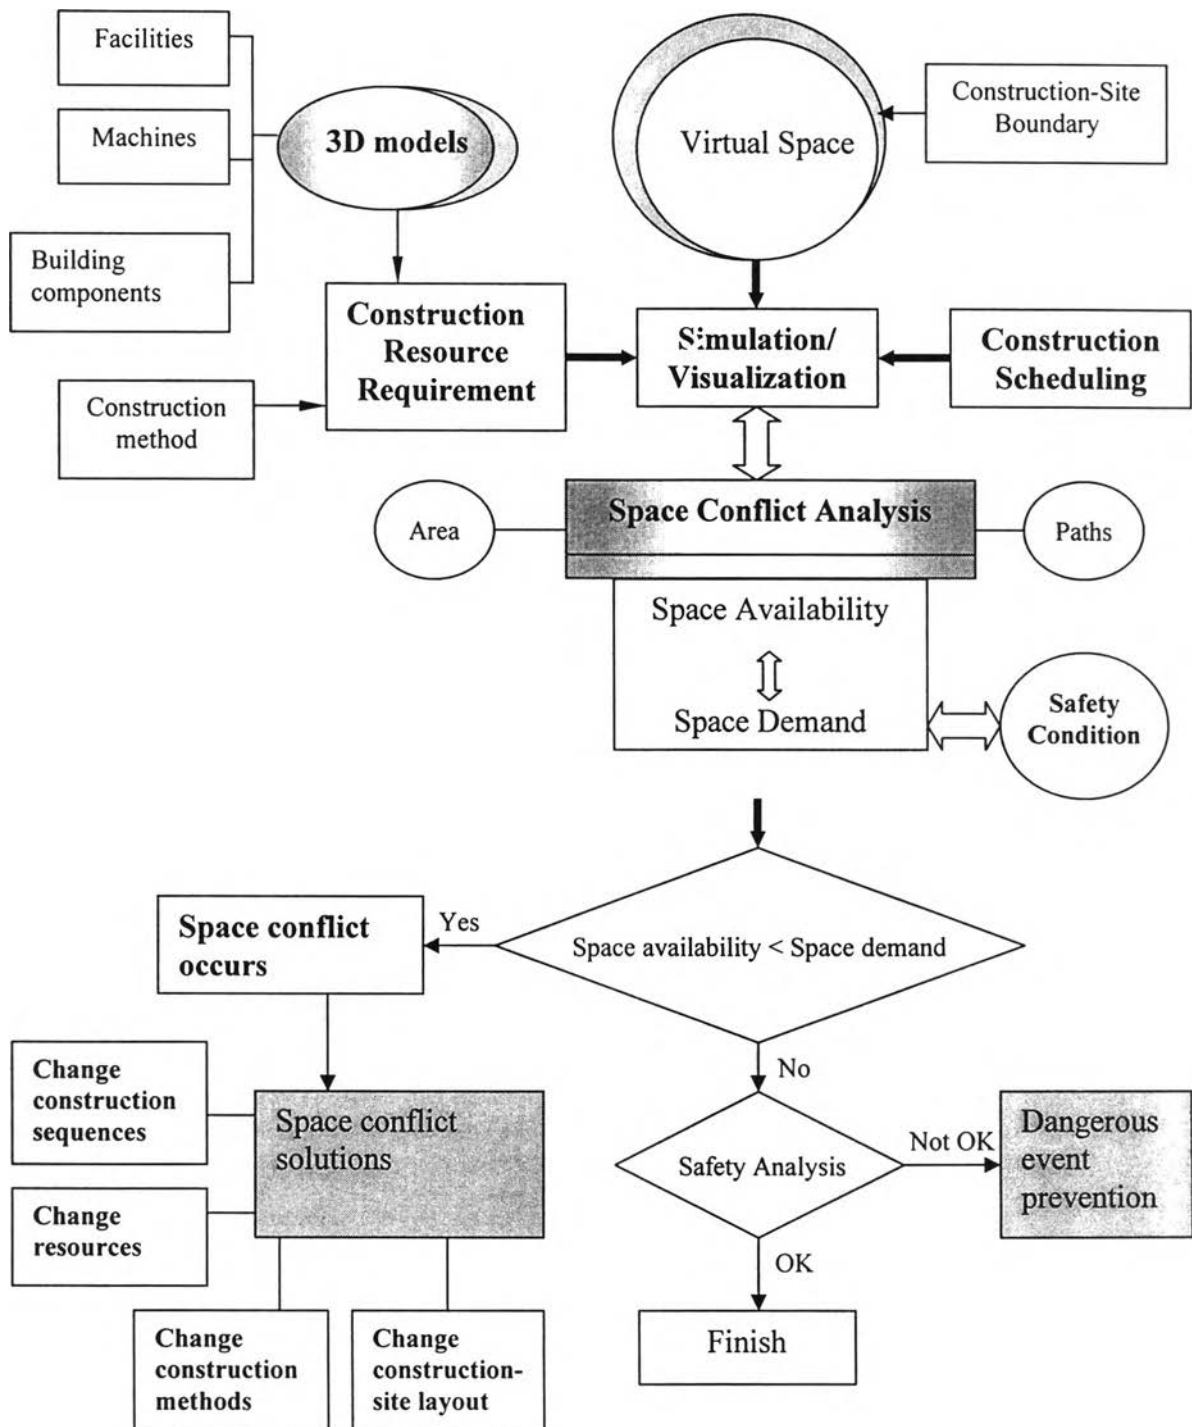 Facilities
Machines
Building
components
3D models
Virtual Space
Construction-Site
Boundary
Construction
method
Construction
Resource
Requirement
Simulation/
Visualization
Construction
Scheduling
Area
Space Conflict Analysis
Paths
Space Availability
Space Demand
Safety
Condition
Space availability < Space demand
Yes
Space conflict
occurs
No
Change
construction
sequences
Space conflict
solutions
Change
resources
Change
construction
methods
Change
construction-
site layout
Safety Analysis
Not OK
Dangerous
event
prevention
OK
Finish